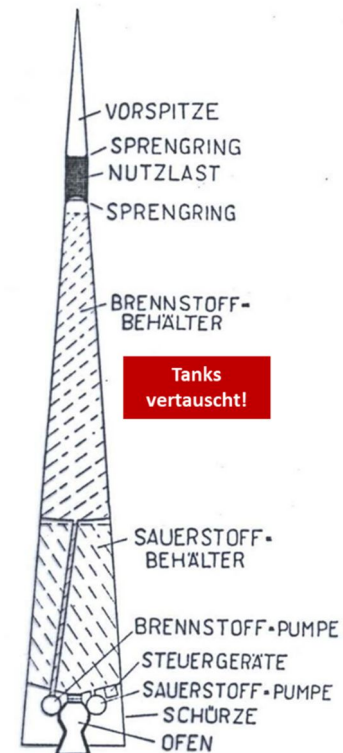 VORSPITZE
SPRENGRING
NUTZLAST
SPRENGRING
BRENNSTOFF-
BEHÄLTER
Tanks
vertauscht!
SAUERSTOFF-
BEHÄLTER
BRENNSTOFF-PUMPE
STEUERGERÄTE
SAUERSTOFF-PUMPE
SCHÜRZE
OFEN